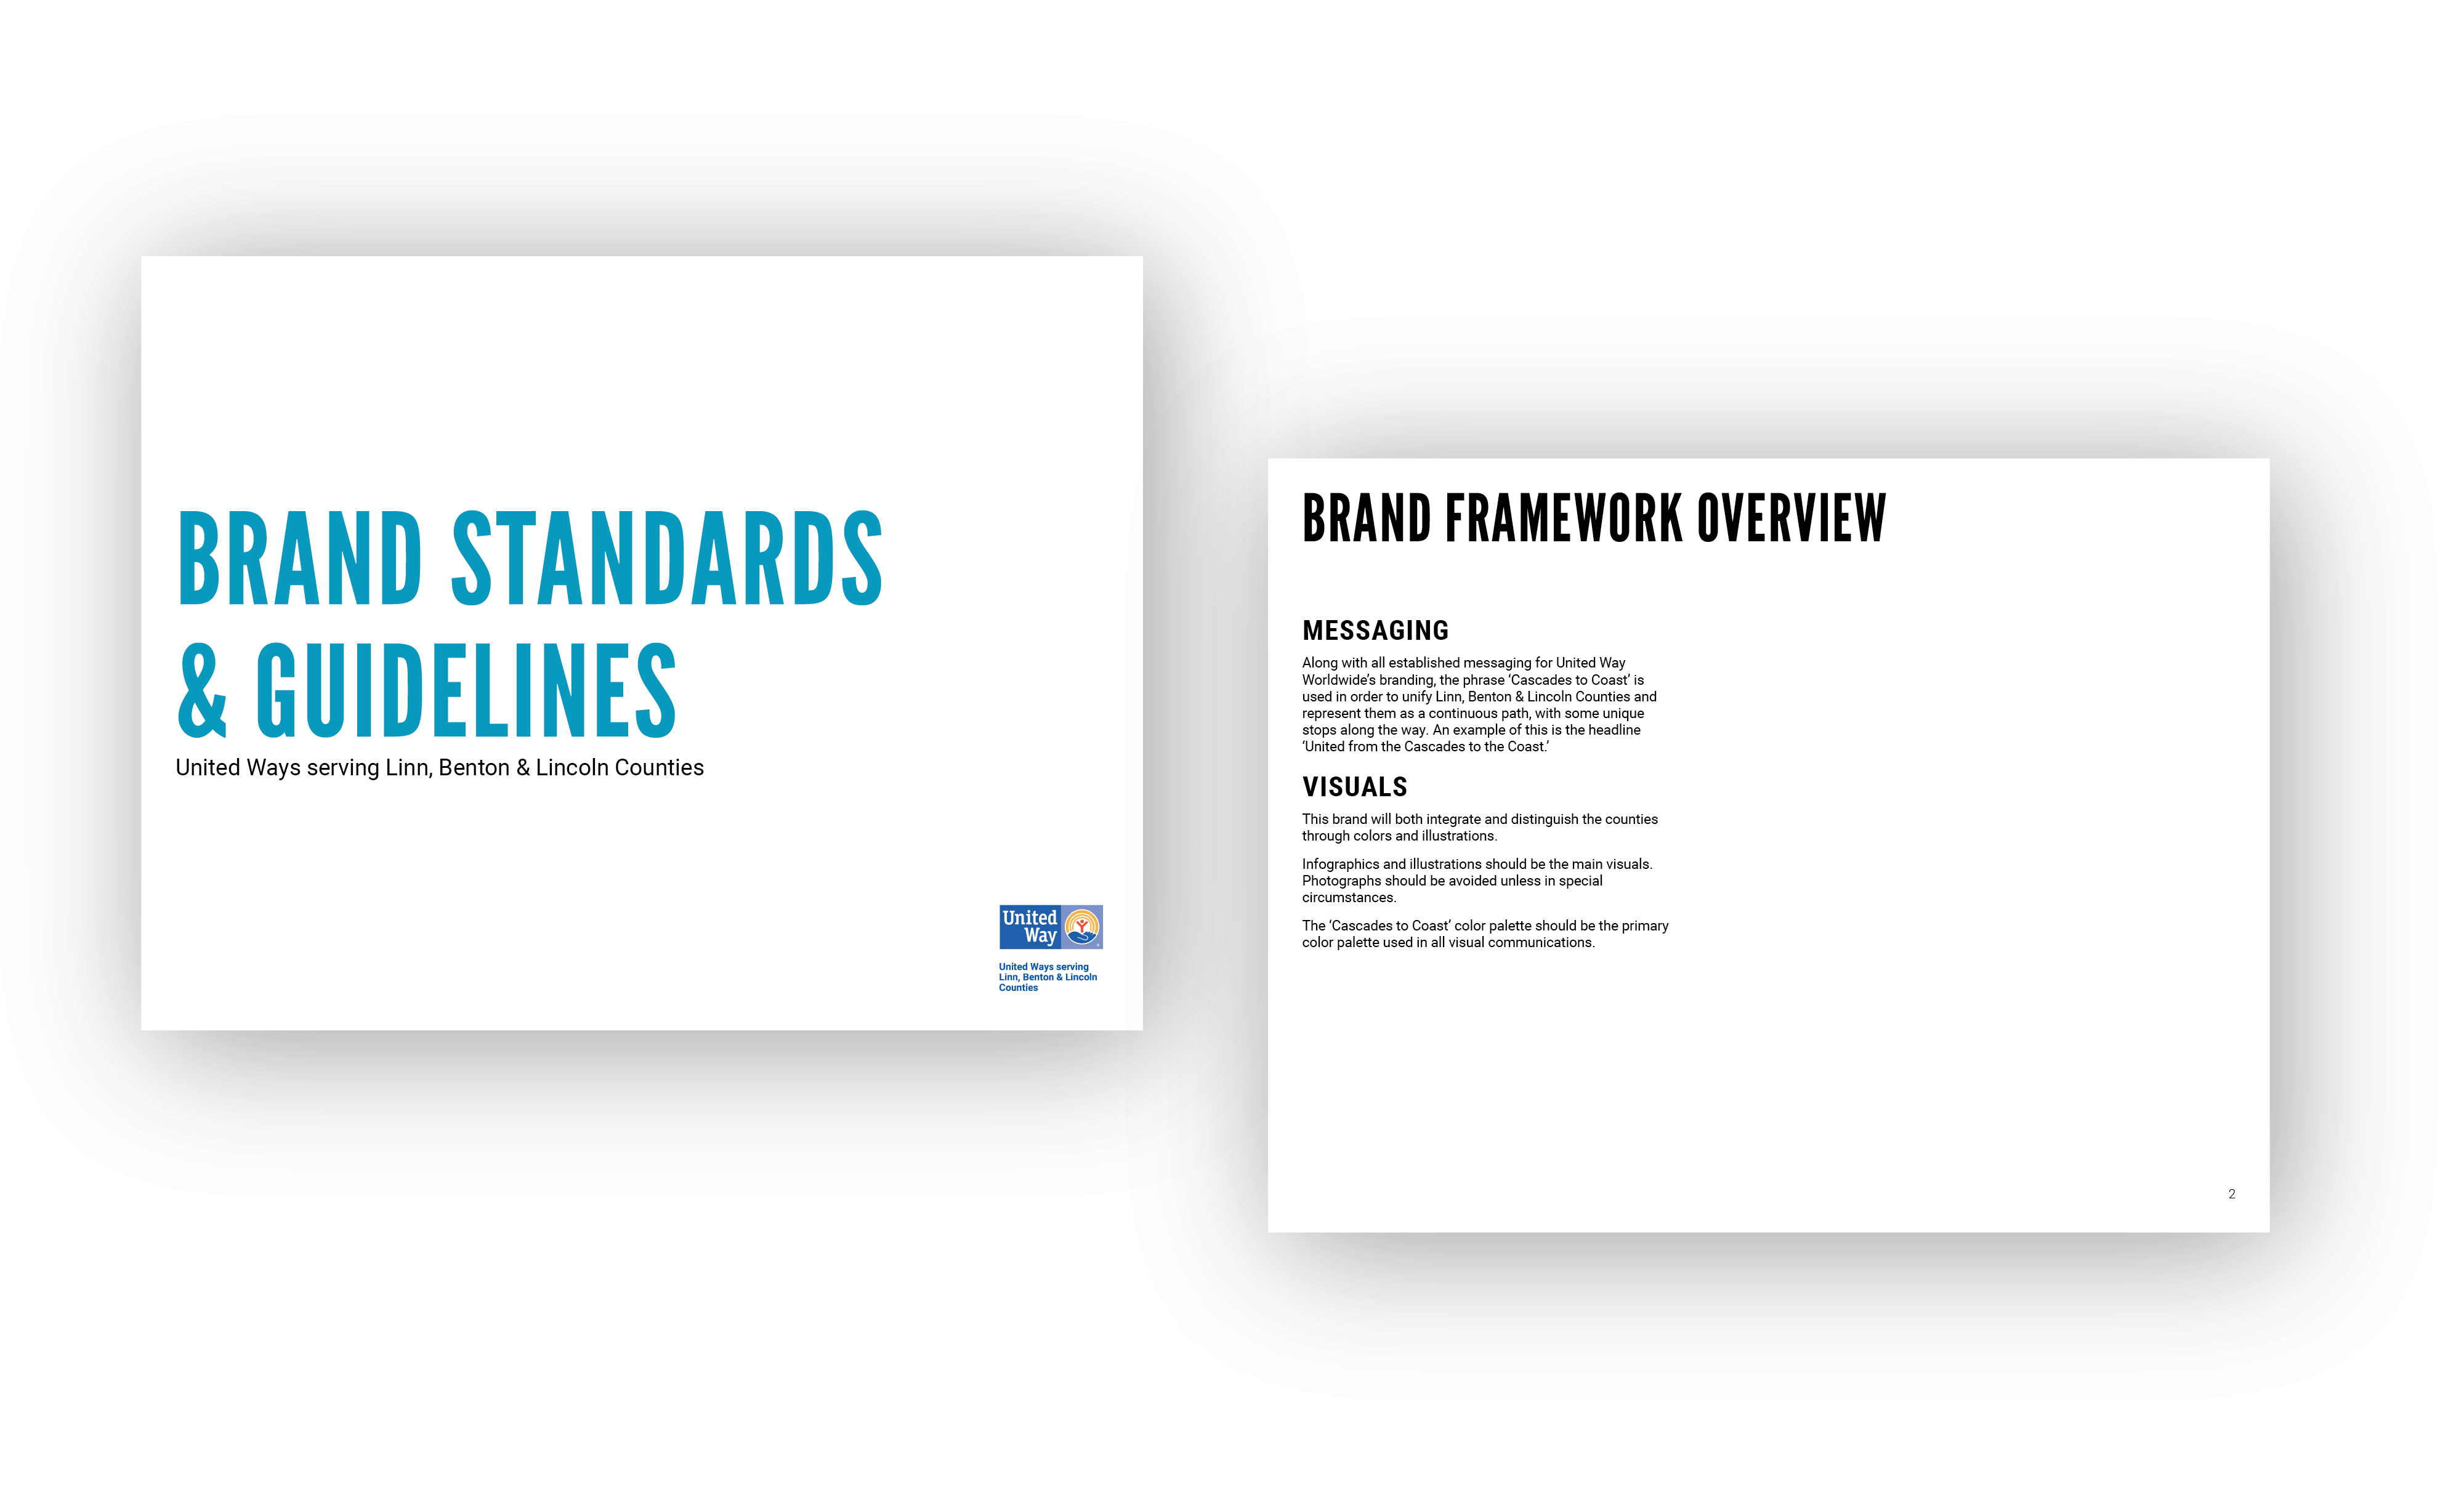 BRAND STANDARDS
& GUIDELINES
United Ways serving Linn, Benton & Lincoln Counties
United
Way
United Ways serving
Linn, Benton & Lincoln
Counties
BRAND FRAMEWORK OVERVIEW
MESSAGING
Along with all established messaging for United Way
Worldwide’s branding, the phrase ‘Cascades to Coast’ is
used in order to unify Linn, Benton & Lincoln Counties and
represent them as a continuous path, with some unique
stops along the way. An example of this is the headline
‘United from the Cascades to the Coast.’
VISUALS
This brand will both integrate and distinguish the counties
through colors and illustrations.
Infographics and illustrations should be the main visuals.
Photographs should be avoided unless in special
circumstances.
The ‘Cascades to Coast’ color palette should be the primary
color palette used in all visual communications.
2